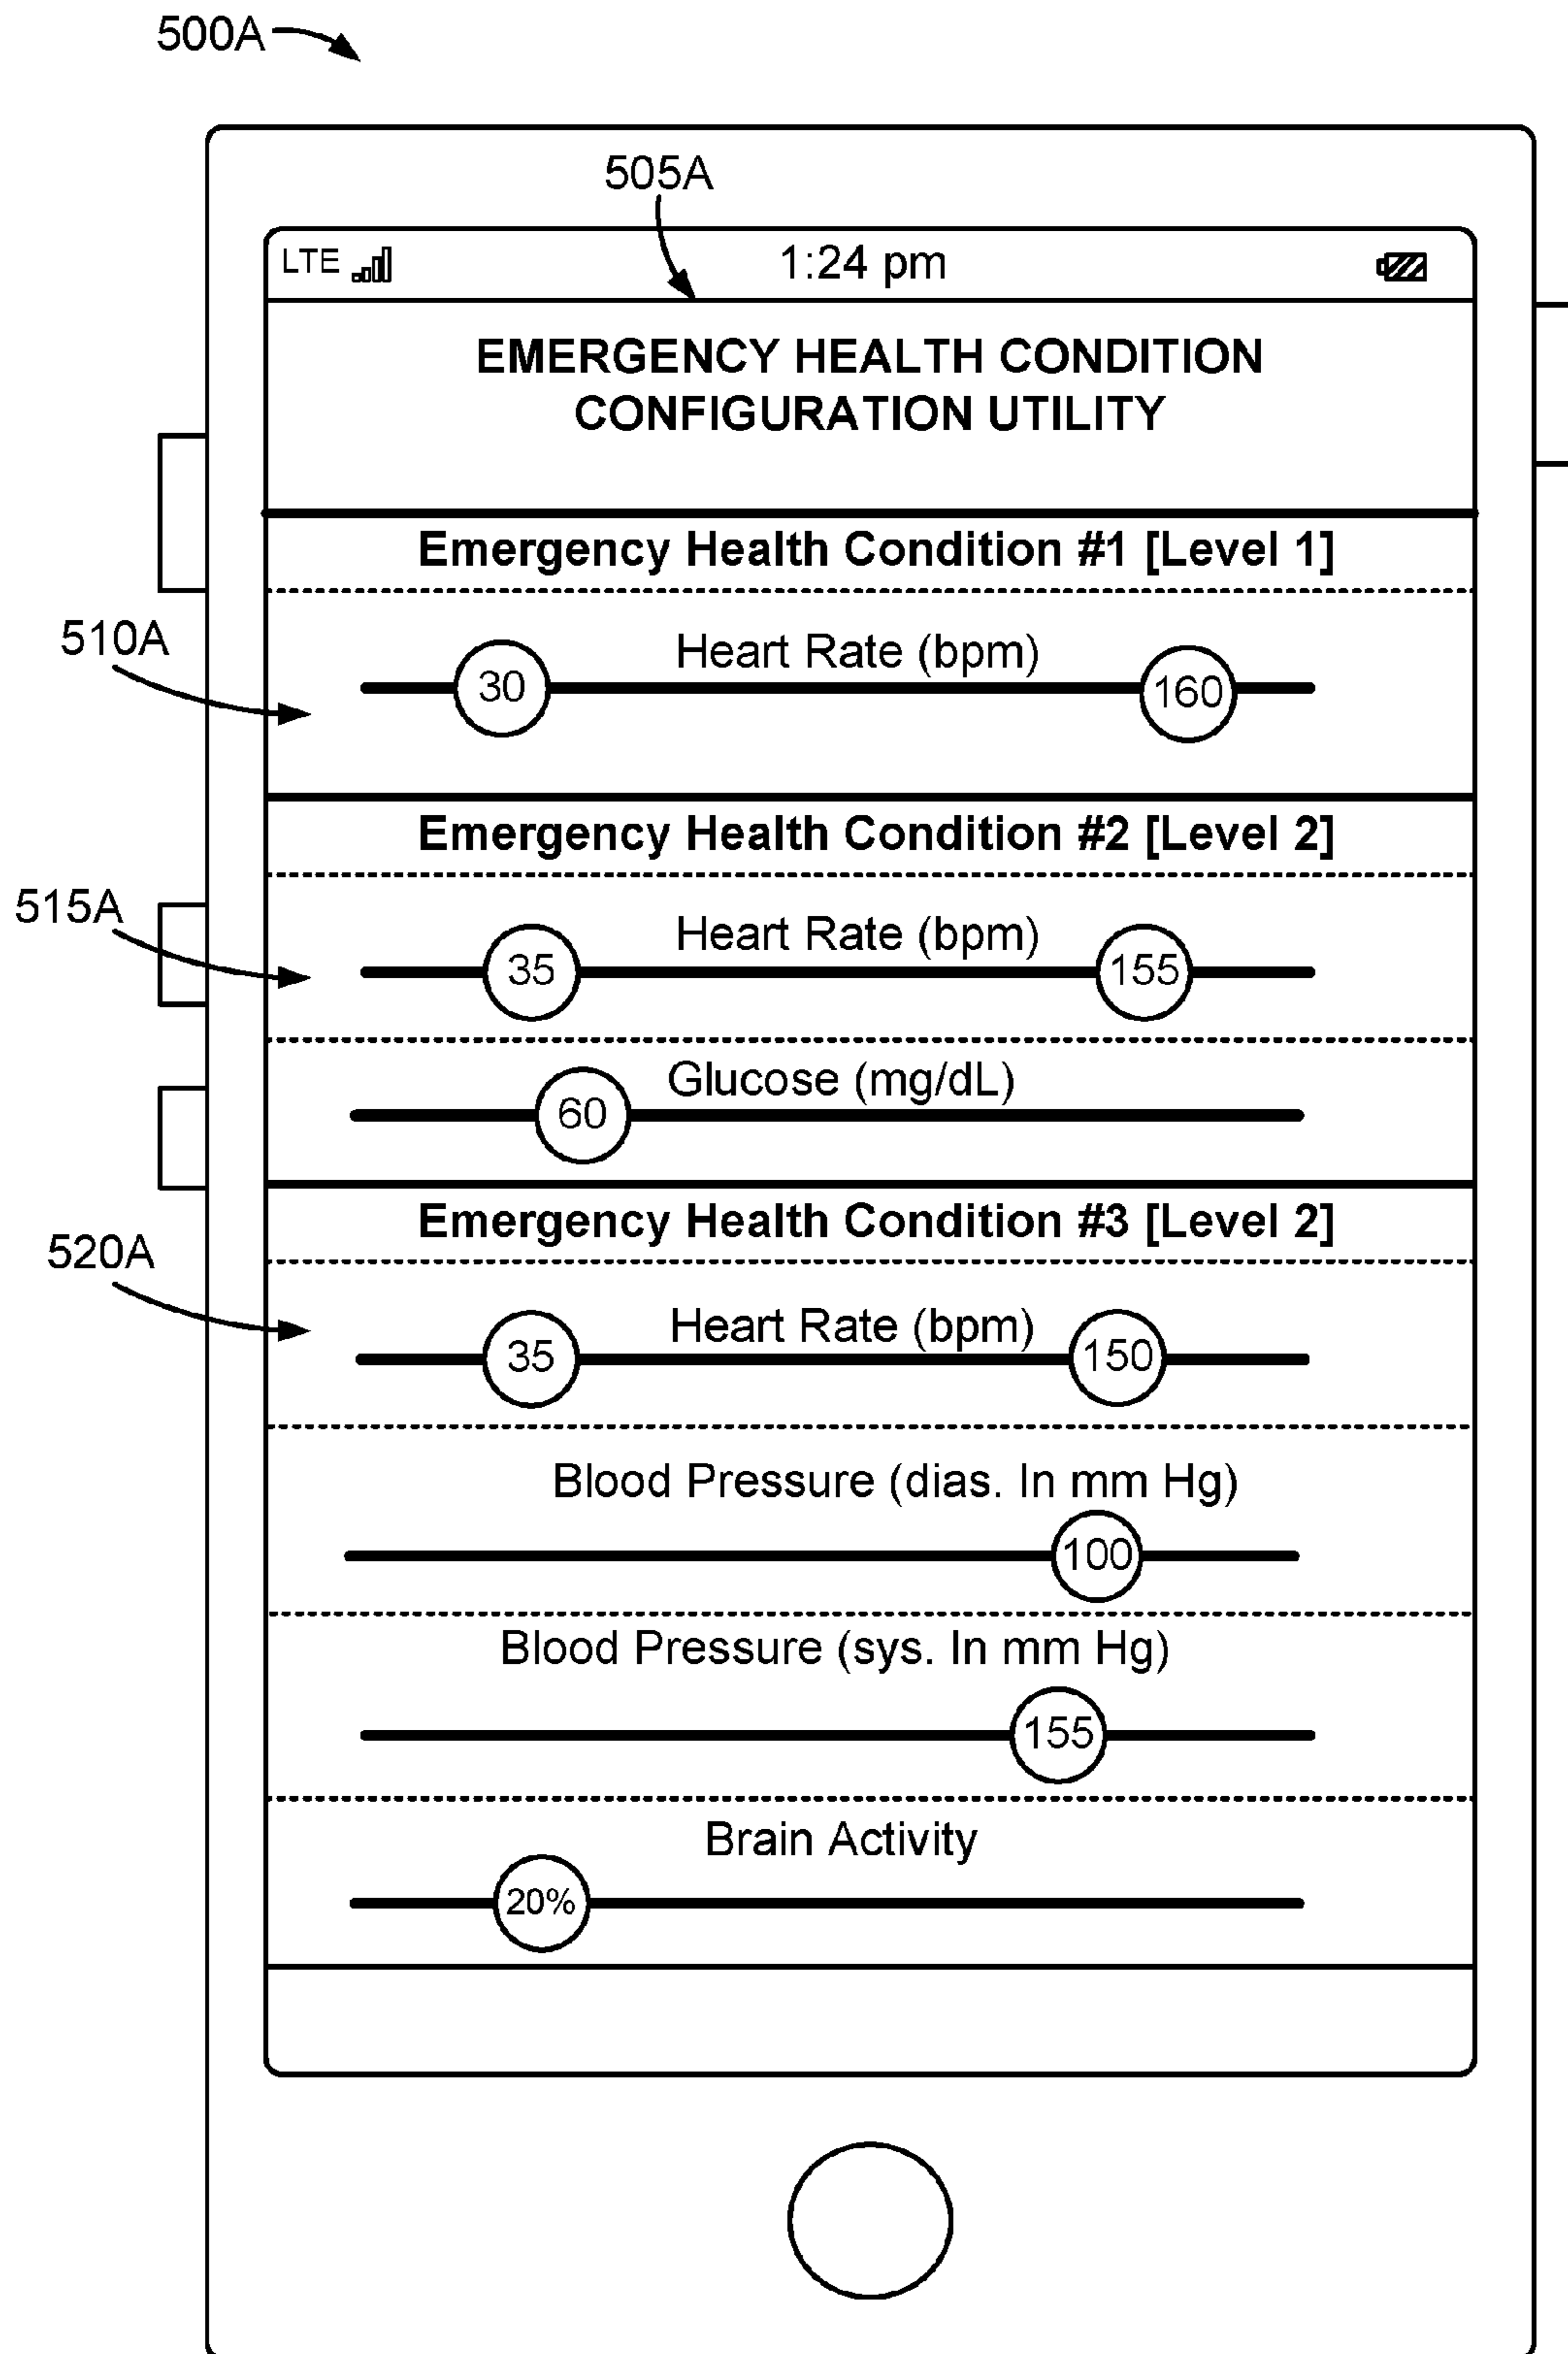 500A
505A
LTE 1:24 pm
EMERGENCY HEALTH CONDITION
CONFIGURATION UTILITY
Emergency Health Condition #1 [Level 1]
510A
Heart Rate (bpm)
30 160
Emergency Health Condition #2 [Level 2]
515A
Heart Rate (bpm)
35 155
Glucose (mg/dL)
60
Emergency Health Condition #3 [Level 2]
520A
Heart Rate (bpm)
35 150
Blood Pressure (dias. In mm Hg)
100
Blood Pressure (sys. In mm Hg)
155
Brain Activity
20%